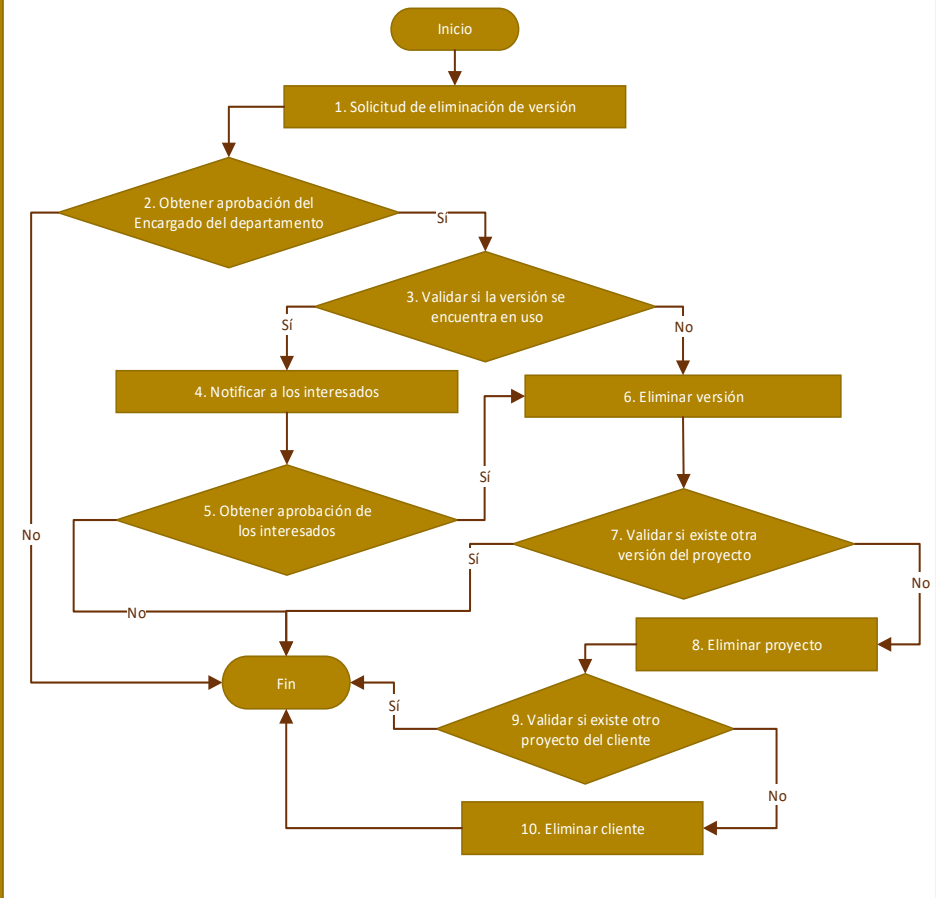 Inicio
1. Solicitud de eliminación de versión
2. Obtener aprobación del
Encargado del departamento
Sí
3. Validar si la versión se
encuentra en uso
Sí
No
4. Notificar a los interesados
6. Eliminar versión
Sí
5. Obtener aprobación de
los interesados
No
7. Validar si existe otra
versión del proyecto
Sí
No
No
8. Eliminar proyecto
Fin
Sí
9. Validar si existe otro
proyecto del cliente
No
10. Eliminar cliente